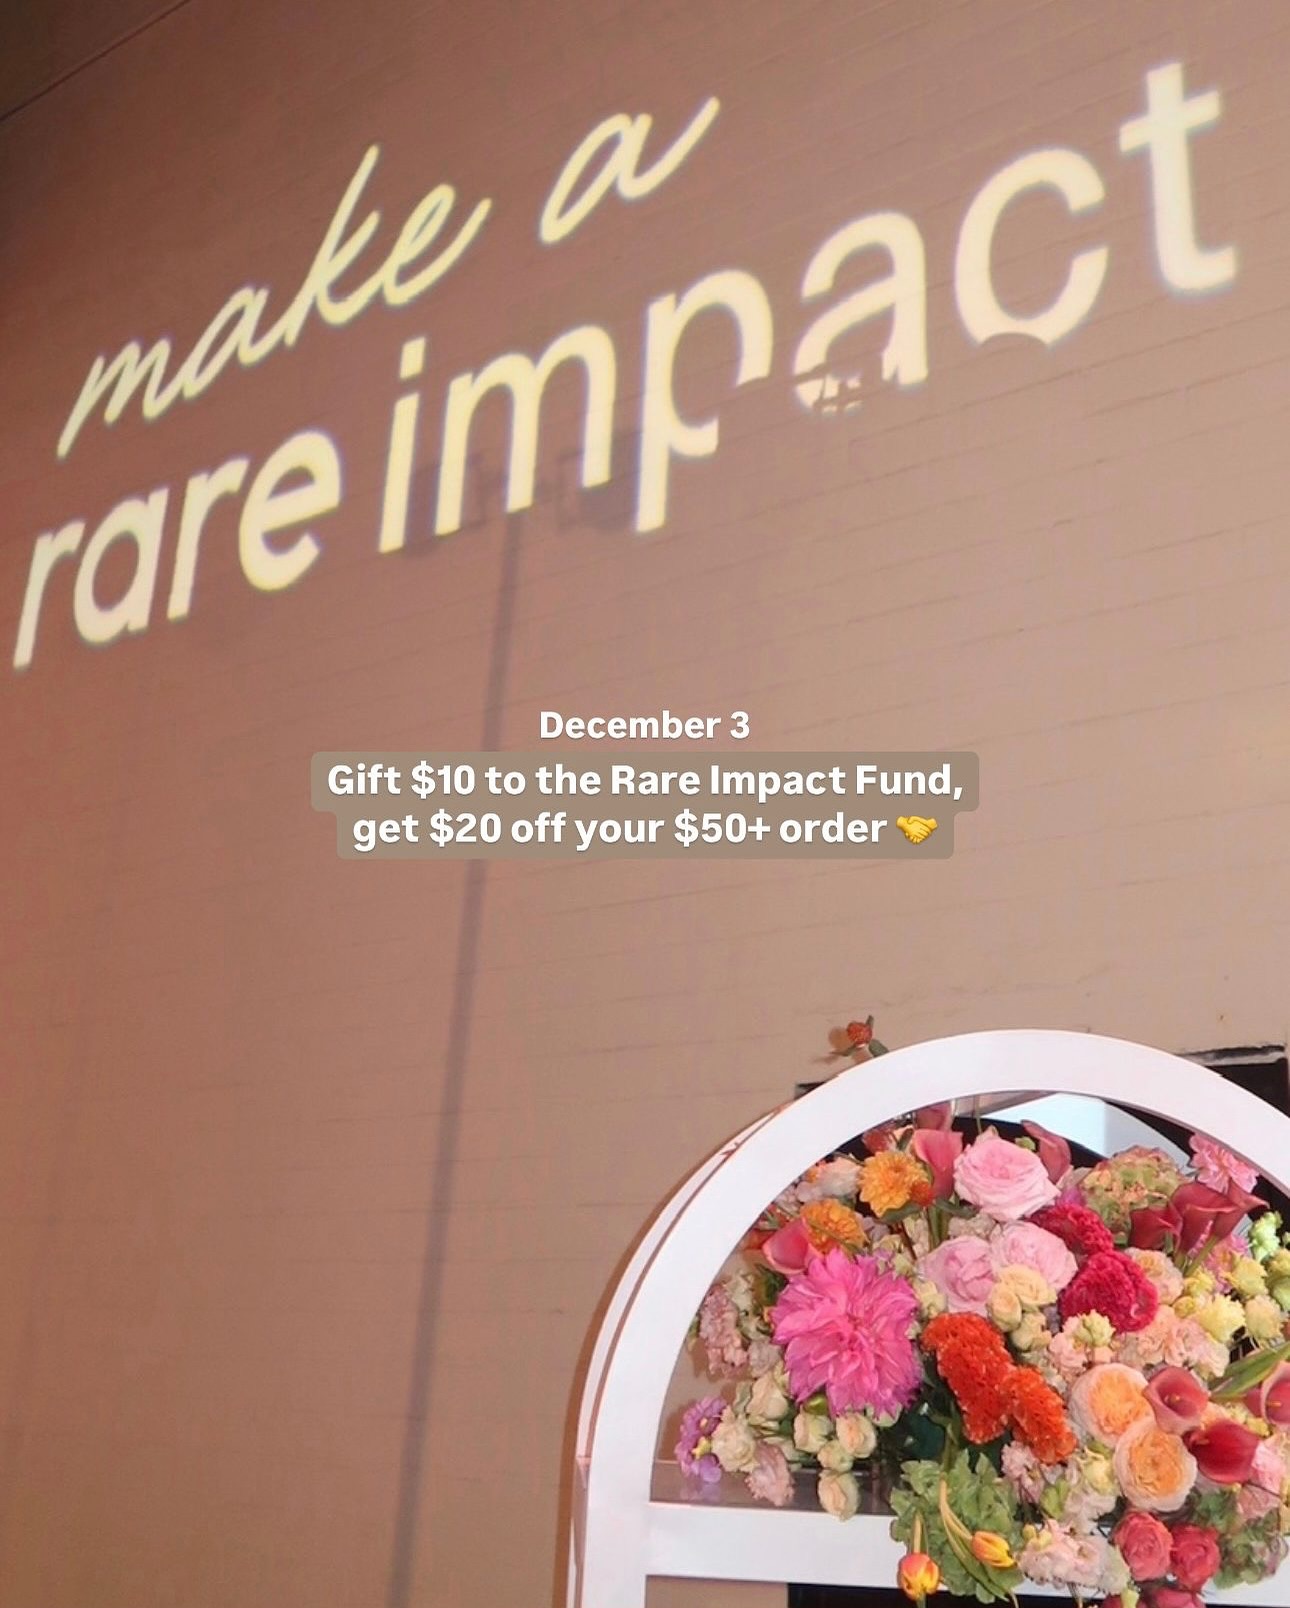 make a
rare impact
December 3
Gift $10 to the Rare Impact Fund,
get $20 off your $50+ order 🤝